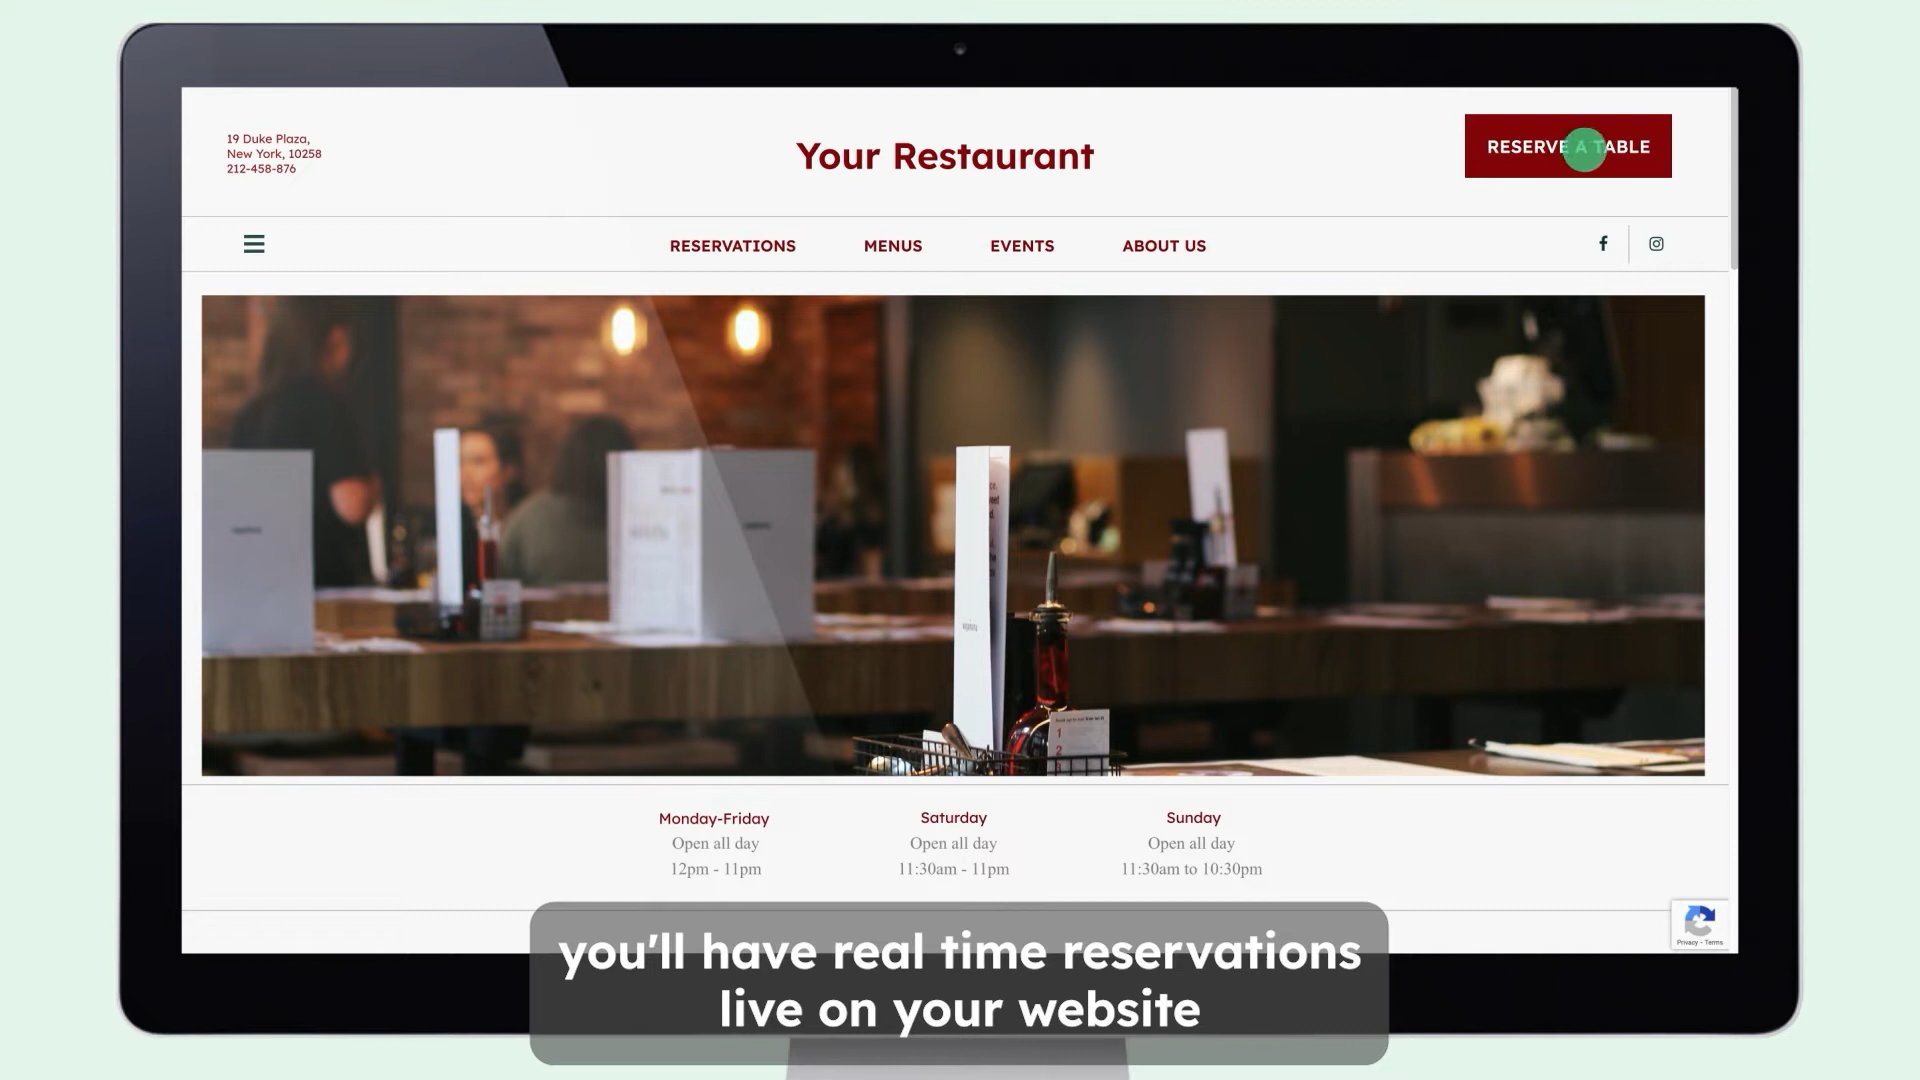 19 Duke Plaza,
New York, 10258
212-458-876
Your Restaurant
RESERVE A TABLE
RESERVATIONS
MENUS
EVENTS
ABOUT US
1
2
Monday-Friday
Open all day
12pm - 11pm
Saturday
Open all day
11:30am - 11pm
Sunday
Open all day
11:30am to 10:30pm
Privacy - Terms
you'll have real time reservations
live on your website